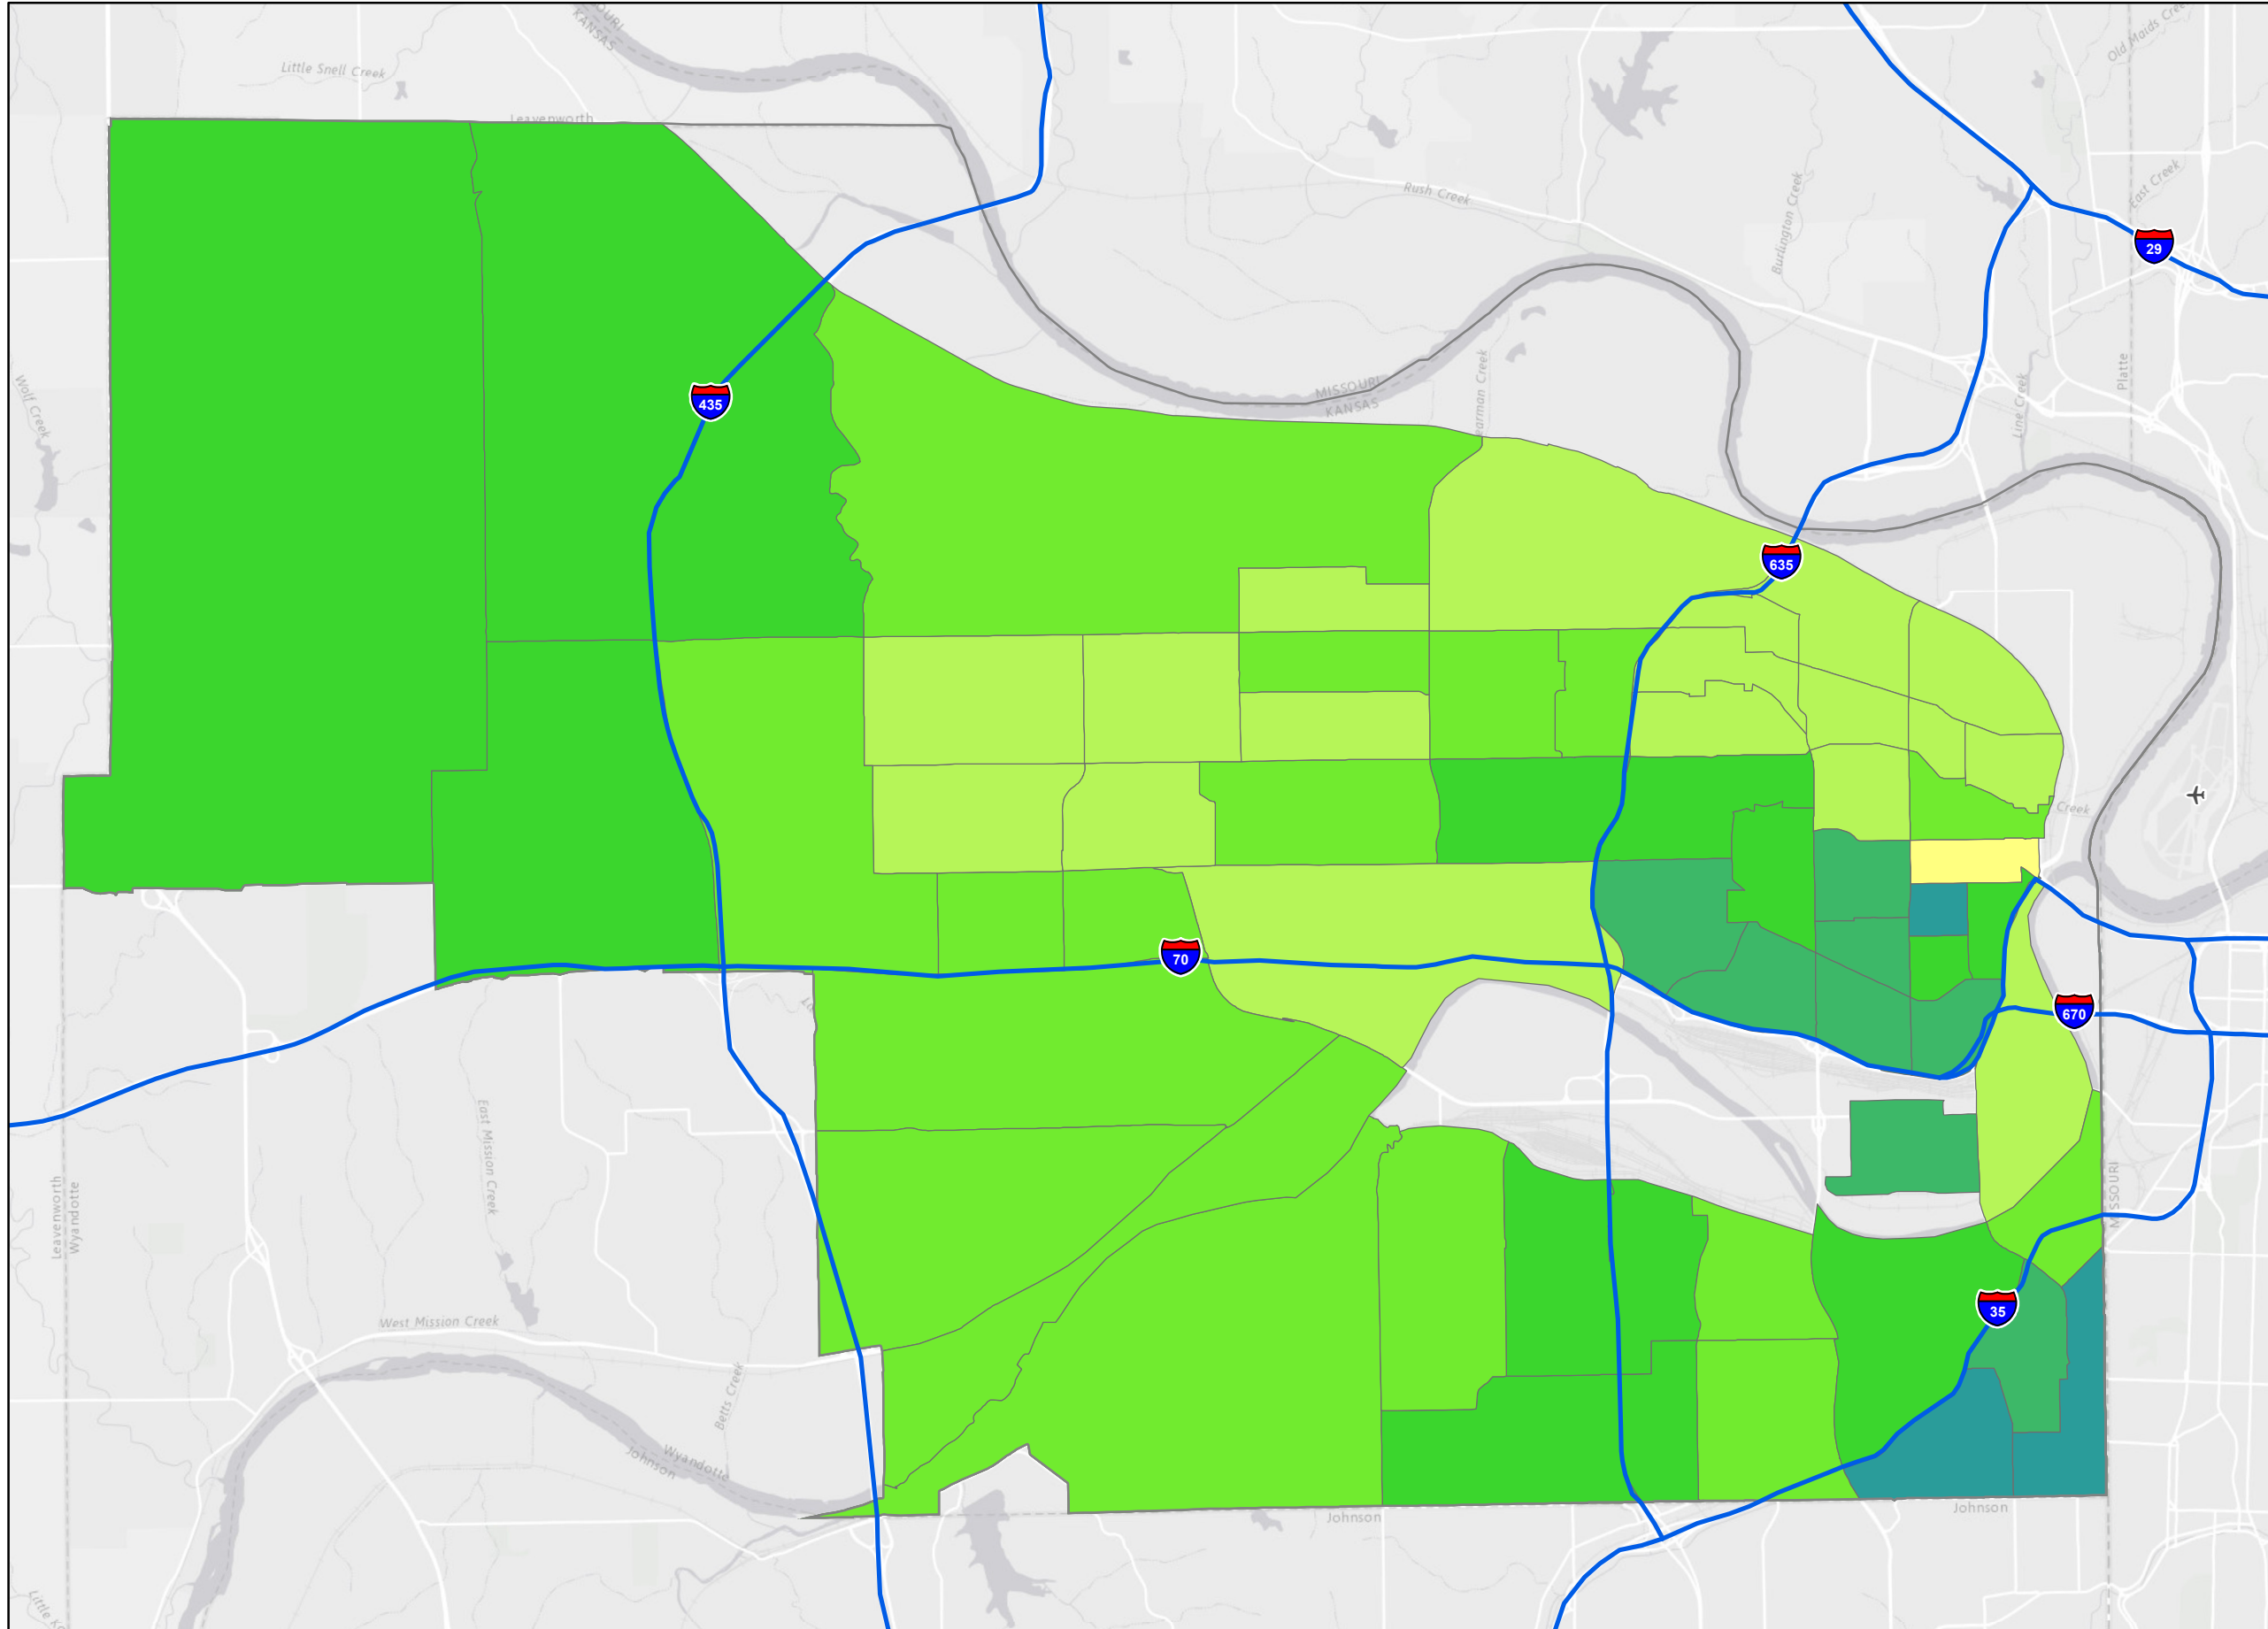 MISSOURI
KANSAS
Little Snell Creek
Leavenworth
Old Maids Creek
Rush Creek
East Creek
Burlington Creek
29
MISSOURI
KANSAS
Platte
Wolf Creek
435
Line Creek
635
Creek
70
670
East Mission Creek
Leavenworth
Wyandotte
MISSOURI
35
West Mission Creek
Betts Creek
Wyandotte
Johnson
Johnson
Johnson